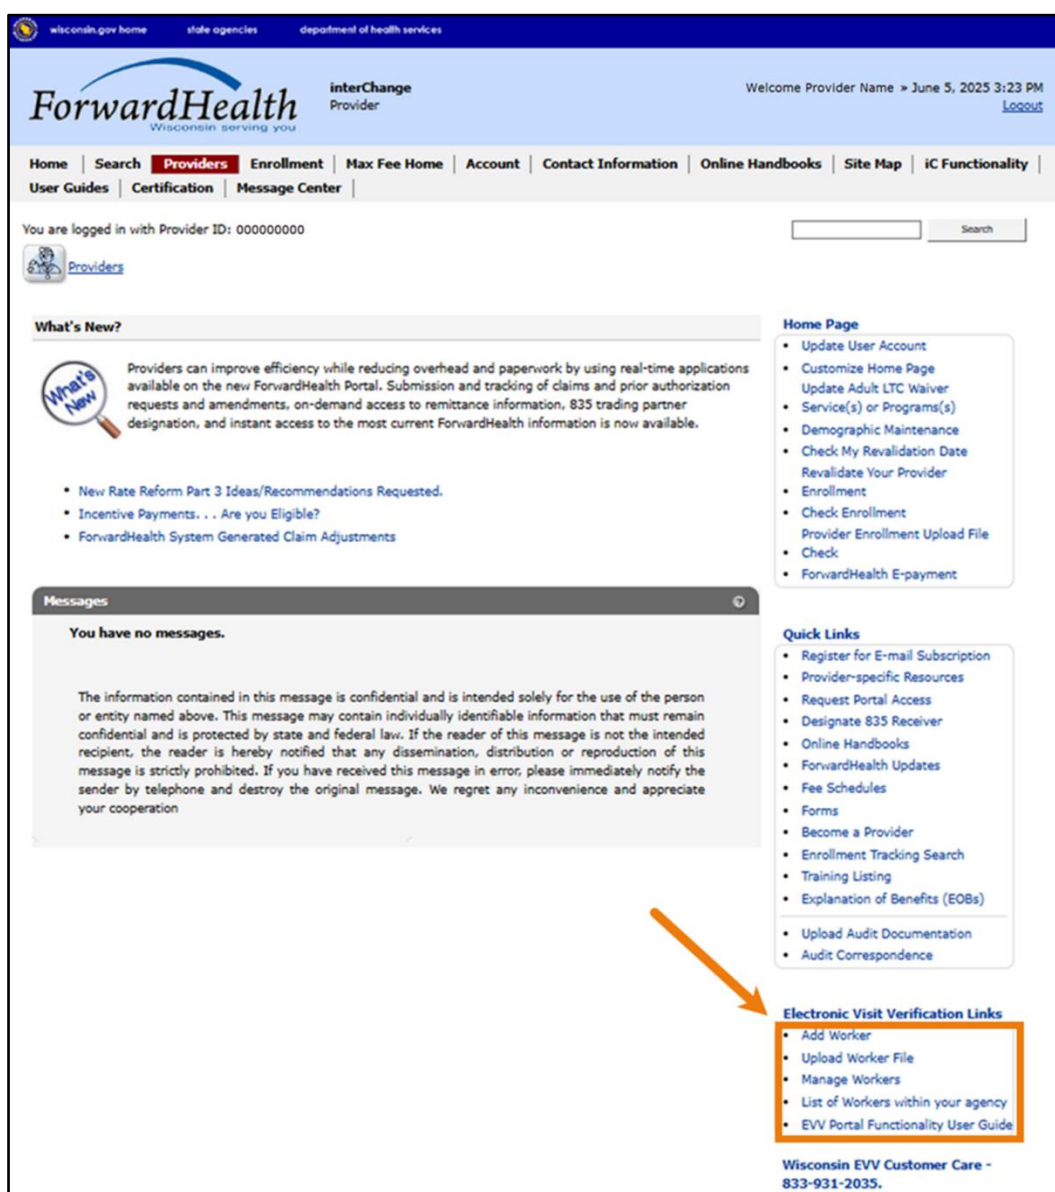 wisconsin.gov home state agencies department of health services
ForwardHealth
Wisconsin serving you
interChange
Provider
Welcome Provider Name » June 5, 2025 3:23 PM
Logout
Home | Search | Providers | Enrollment | Max Fee Home | Account | Contact Information | Online Handbooks | Site Map | iC Functionality |
User Guides | Certification | Message Center |
You are logged in with Provider ID: 000000000
Search
Providers
What's New?
What's
New
Providers can improve efficiency while reducing overhead and paperwork by using real-time applications
available on the new ForwardHealth Portal. Submission and tracking of claims and prior authorization
requests and amendments, on-demand access to remittance information, 835 trading partner
designation, and instant access to the most current ForwardHealth information is now available.
• New Rate Reform Part 3 Ideas/Recommendations Requested.
• Incentive Payments. . . Are you Eligible?
• ForwardHealth System Generated Claim Adjustments
Messages
You have no messages.
The information contained in this message is confidential and is intended solely for the use of the person
or entity named above. This message may contain individually identifiable information that must remain
confidential and is protected by state and federal law. If the reader of this message is not the intended
recipient, the reader is hereby notified that any dissemination, distribution or reproduction of this
message is strictly prohibited. If you have received this message in error, please immediately notify the
sender by telephone and destroy the original message. We regret any inconvenience and appreciate
your cooperation
Home Page
• Update User Account
• Customize Home Page
Update Adult LTC Waiver
• Service(s) or Programs(s)
• Demographic Maintenance
• Check My Revalidation Date
Revalidate Your Provider
• Enrollment
• Check Enrollment
Provider Enrollment Upload File
• Check
• ForwardHealth E-payment
Quick Links
• Register for E-mail Subscription
• Provider-specific Resources
• Request Portal Access
• Designate 835 Receiver
• Online Handbooks
• ForwardHealth Updates
• Fee Schedules
• Forms
• Become a Provider
• Enrollment Tracking Search
• Training Listing
• Explanation of Benefits (EOBs)
• Upload Audit Documentation
• Audit Correspondence
Electronic Visit Verification Links
• Add Worker
• Upload Worker File
• Manage Workers
• List of Workers within your agency
• EVV Portal Functionality User Guide
Wisconsin EVV Customer Care -
833-931-2035.